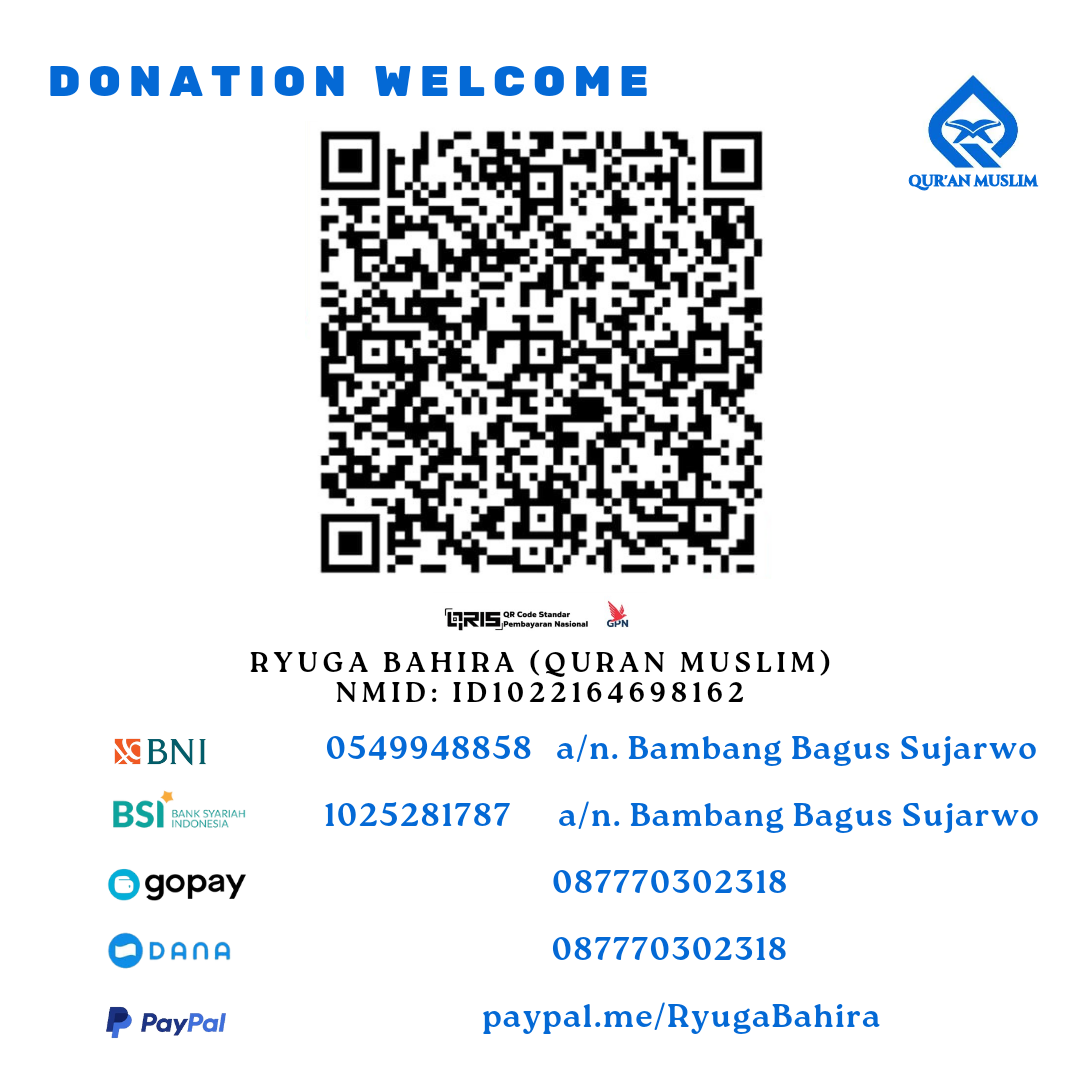 DONATION WELCOME
QUR'AN MUSLIM
QRIS QR Code Standar
Pembayaran Nasional
GPN
RYUGA BAHIRA (QURAN MUSLIM)
NMID: ID1022164698162
BNI 0549948858 a/n. Bambang Bagus Sujarwo
BSI BANK SYARIAH INDONESIA 1025281787 a/n. Bambang Bagus Sujarwo
gopay 087770302318
DANA 087770302318
PayPal paypal.me/RyugaBahira